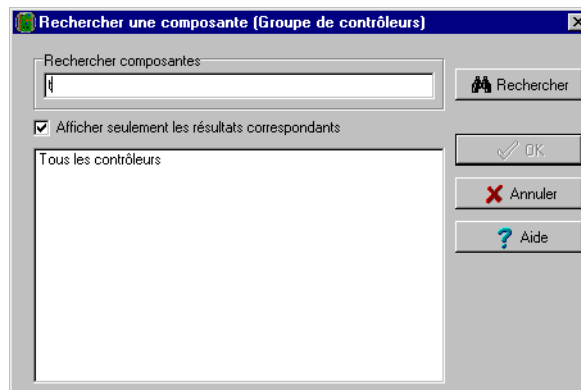 Rechercher une composante (Groupe de contrôleurs)
Rechercher composantes
t
Rechercher
Afficher seulement les résultats correspondants
OK
Tous les contrôleurs
Annuler
Aide